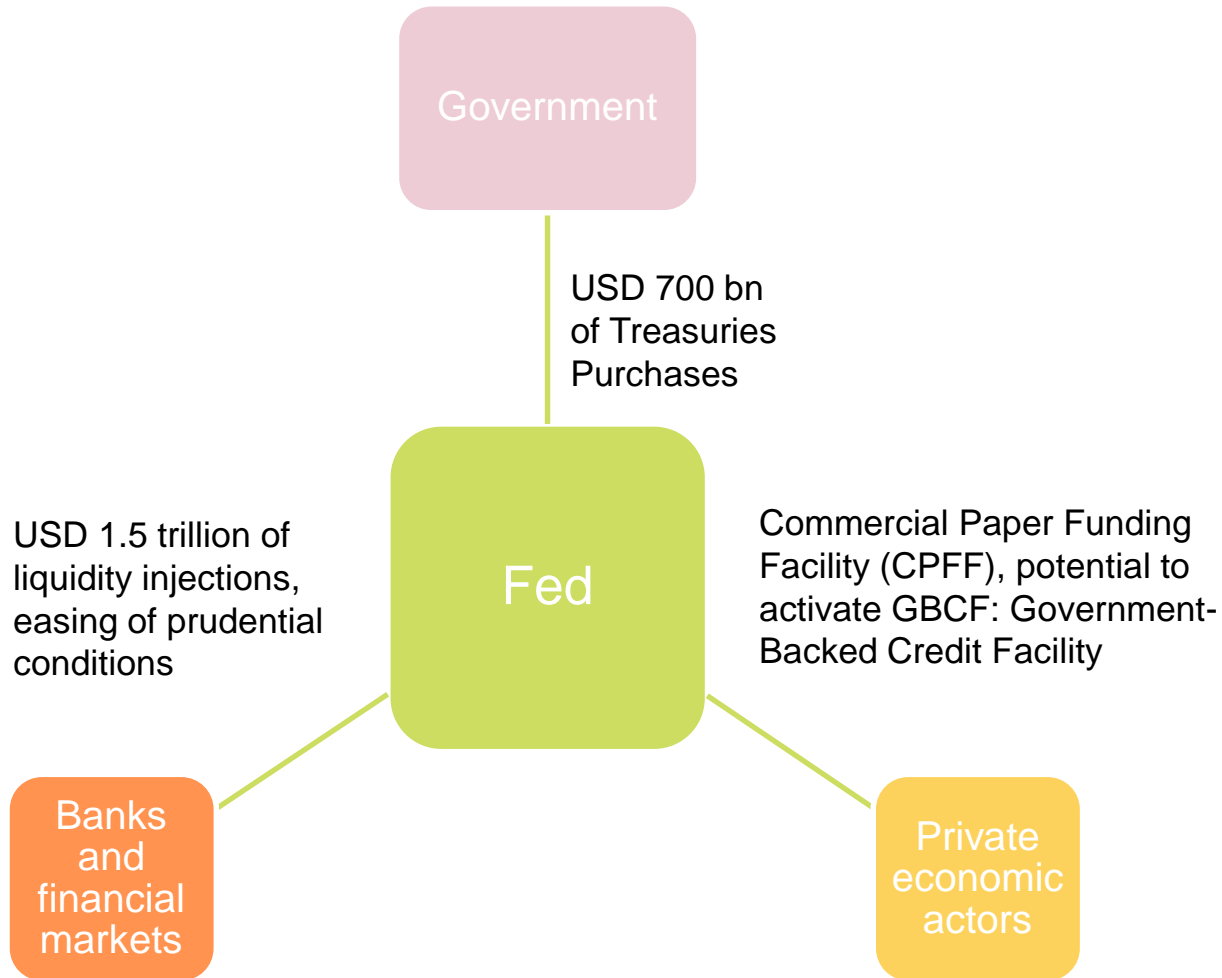 Government
USD 700 bn
of Treasuries
Purchases
USD 1.5 trillion of
liquidity injections,
easing of prudential
conditions
Fed
Commercial Paper Funding
Facility (CPFF), potential to
activate GBCF: Government-
Backed Credit Facility
Banks
and
financial
markets
Private
economic
actors